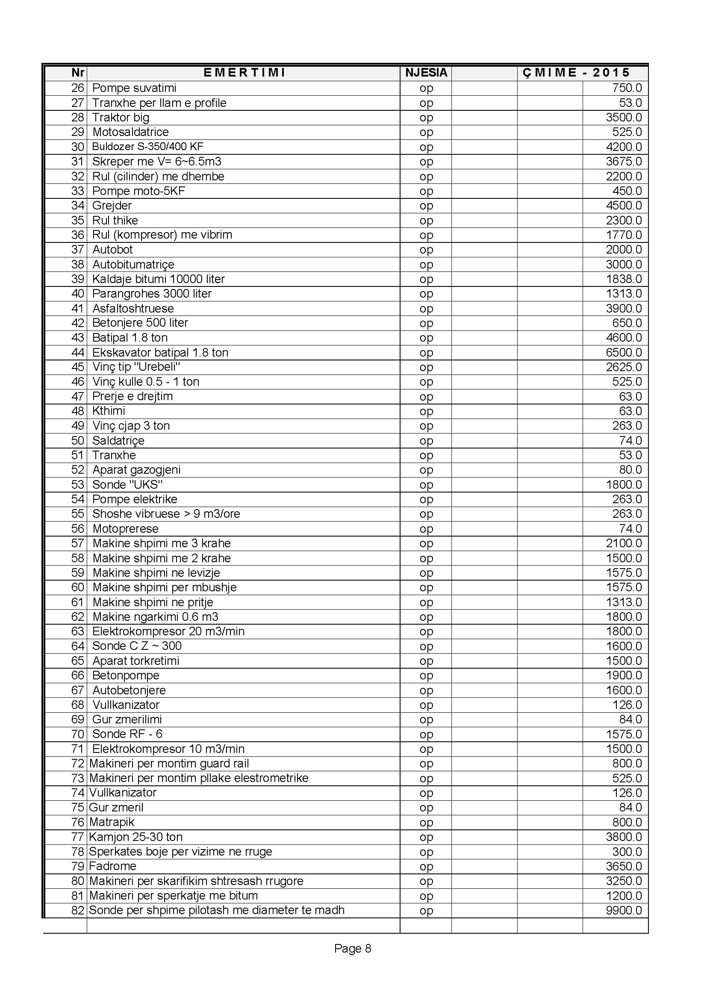 Nr E M E R T I M I NJESIA Ç M I M E - 2 0 1 5
26 Pompe suvatimi op 750.0
27 Tranxhe per llam e profile op 53.0
28 Traktor big op 3500.0
29 Motosaldatrice op 525.0
30 Buldozer S-350/400 KF op 4200.0
31 Skreper me V= 6~6.5m3 op 3675.0
32 Rul (cilinder) me dhembe op 2200.0
33 Pompe moto-5KF op 450.0
34 Grejder op 4500.0
35 Rul thike op 2300.0
36 Rul (kompresor) me vibrim op 1770.0
37 Autobot op 2000.0
38 Autobitumatriçe op 3000.0
39 Kaldaje bitumi 10000 liter op 1838.0
40 Parangrohes 3000 liter op 1313.0
41 Asfaltoshtruese op 3900.0
42 Betonjere 500 liter op 650.0
43 Batipal 1.8 ton op 4600.0
44 Ekskavator batipal 1.8 ton op 6500.0
45 Vinç tip "Urebeli" op 2625.0
46 Vinç kulle 0.5 - 1 ton op 525.0
47 Prerje e drejtim op 63.0
48 Kthimi op 63.0
49 Vinç cjap 3 ton op 263.0
50 Saldatriçe op 74.0
51 Tranxhe op 53.0
52 Aparat gazogjeni op 80.0
53 Sonde "UKS" op 1800.0
54 Pompe elektrike op 263.0
55 Shoshe vibruese > 9 m3/ore op 263.0
56 Motoprerese op 74.0
57 Makine shpimi me 3 krahe op 2100.0
58 Makine shpimi me 2 krahe op 1500.0
59 Makine shpimi ne levizje op 1575.0
60 Makine shpimi per mbushje op 1575.0
61 Makine shpimi ne pritje op 1313.0
62 Makine ngarkimi 0.6 m3 op 1800.0
63 Elektrokompresor 20 m3/min op 1800.0
64 Sonde C Z ~ 300 op 1600.0
65 Aparat torkretimi op 1500.0
66 Betonpompe op 1900.0
67 Autobetonjere op 1600.0
68 Vullkanizator op 126.0
69 Gur zmerilimi op 84.0
70 Sonde RF - 6 op 1575.0
71 Elektrokompresor 10 m3/min op 1500.0
72 Makineri per montim guard rail op 800.0
73 Makineri per montim pllake elestrometrike op 525.0
74 Vullkanizator op 126.0
75 Gur zmeril op 84.0
76 Matrapik op 800.0
77 Kamjon 25-30 ton op 3800.0
78 Sperkates boje per vizime ne rruge op 300.0
79 Fadrome op 3650.0
80 Makineri per skarifikim shtresash rrugore op 3250.0
81 Makineri per sperkatje me bitum op 1200.0
82 Sonde per shpime pilotash me diameter te madh op 9900.0
Page 8